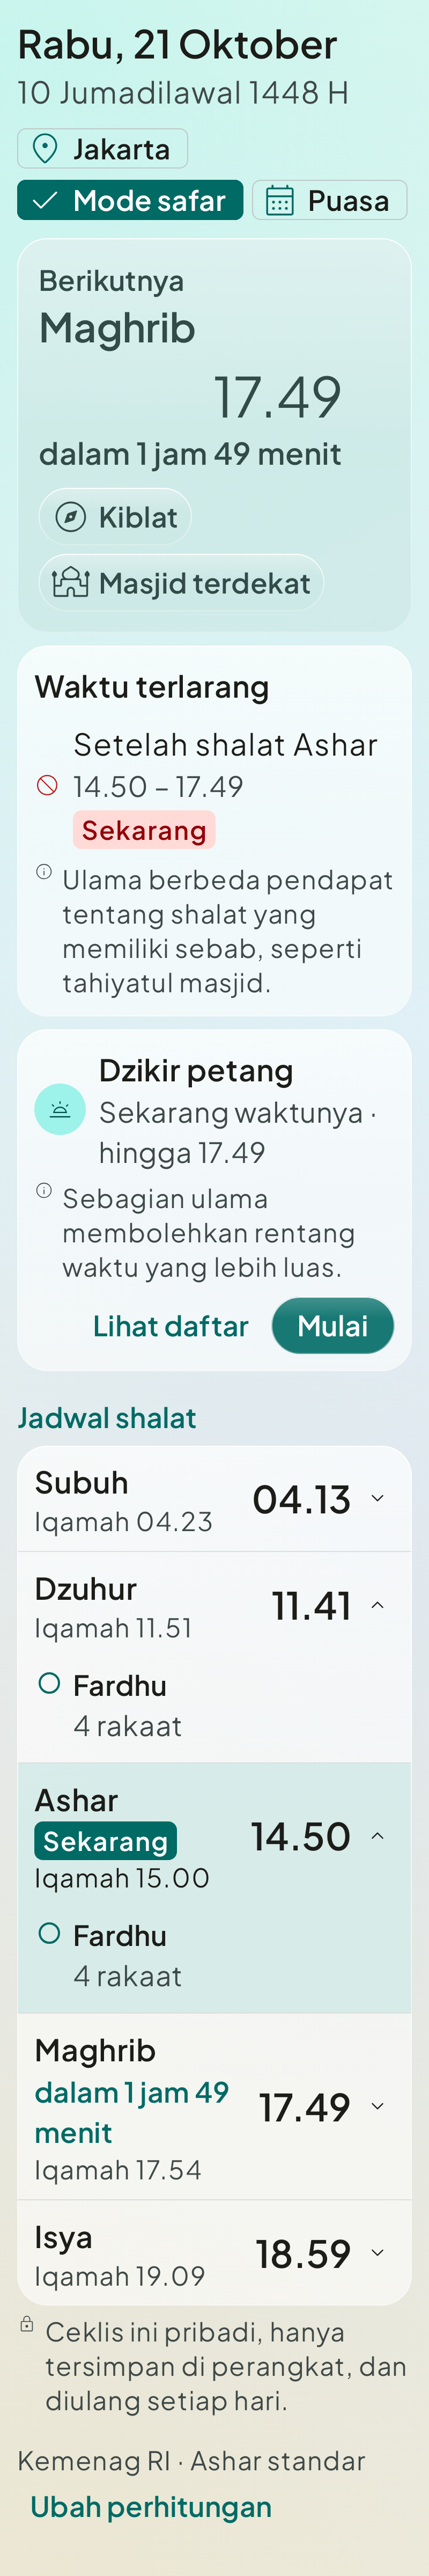 Rabu, 21 Oktober
10 Jumadilawal 1448 H
Jakarta
Mode safar
Puasa
Berikutnya
Maghrib
17.49
dalam 1 jam 49 menit
Kiblat
Masjid terdekat
Waktu terlarang
Setelah shalat Ashar
14.50 – 17.49
Sekarang
Ulama berbeda pendapat
tentang shalat yang
memiliki sebab, seperti
tahiyatul masjid.
Dzikir petang
Sekarang waktunya ·
hingga 17.49
Sebagian ulama
membolehkan rentang
waktu yang lebih luas.
Lihat daftar
Mulai
Jadwal shalat
Subuh
Iqamah 04.23
04.13
Dzuhur
Iqamah 11.51
11.41
Fardhu
4 rakaat
Ashar
Sekarang
Iqamah 15.00
14.50
Fardhu
4 rakaat
Maghrib
dalam 1 jam 49
menit
Iqamah 17.54
17.49
Isya
Iqamah 19.09
18.59
Ceklis ini pribadi, hanya
tersimpan di perangkat, dan
diulang setiap hari.
Kemenag RI · Ashar standar
Ubah perhitungan